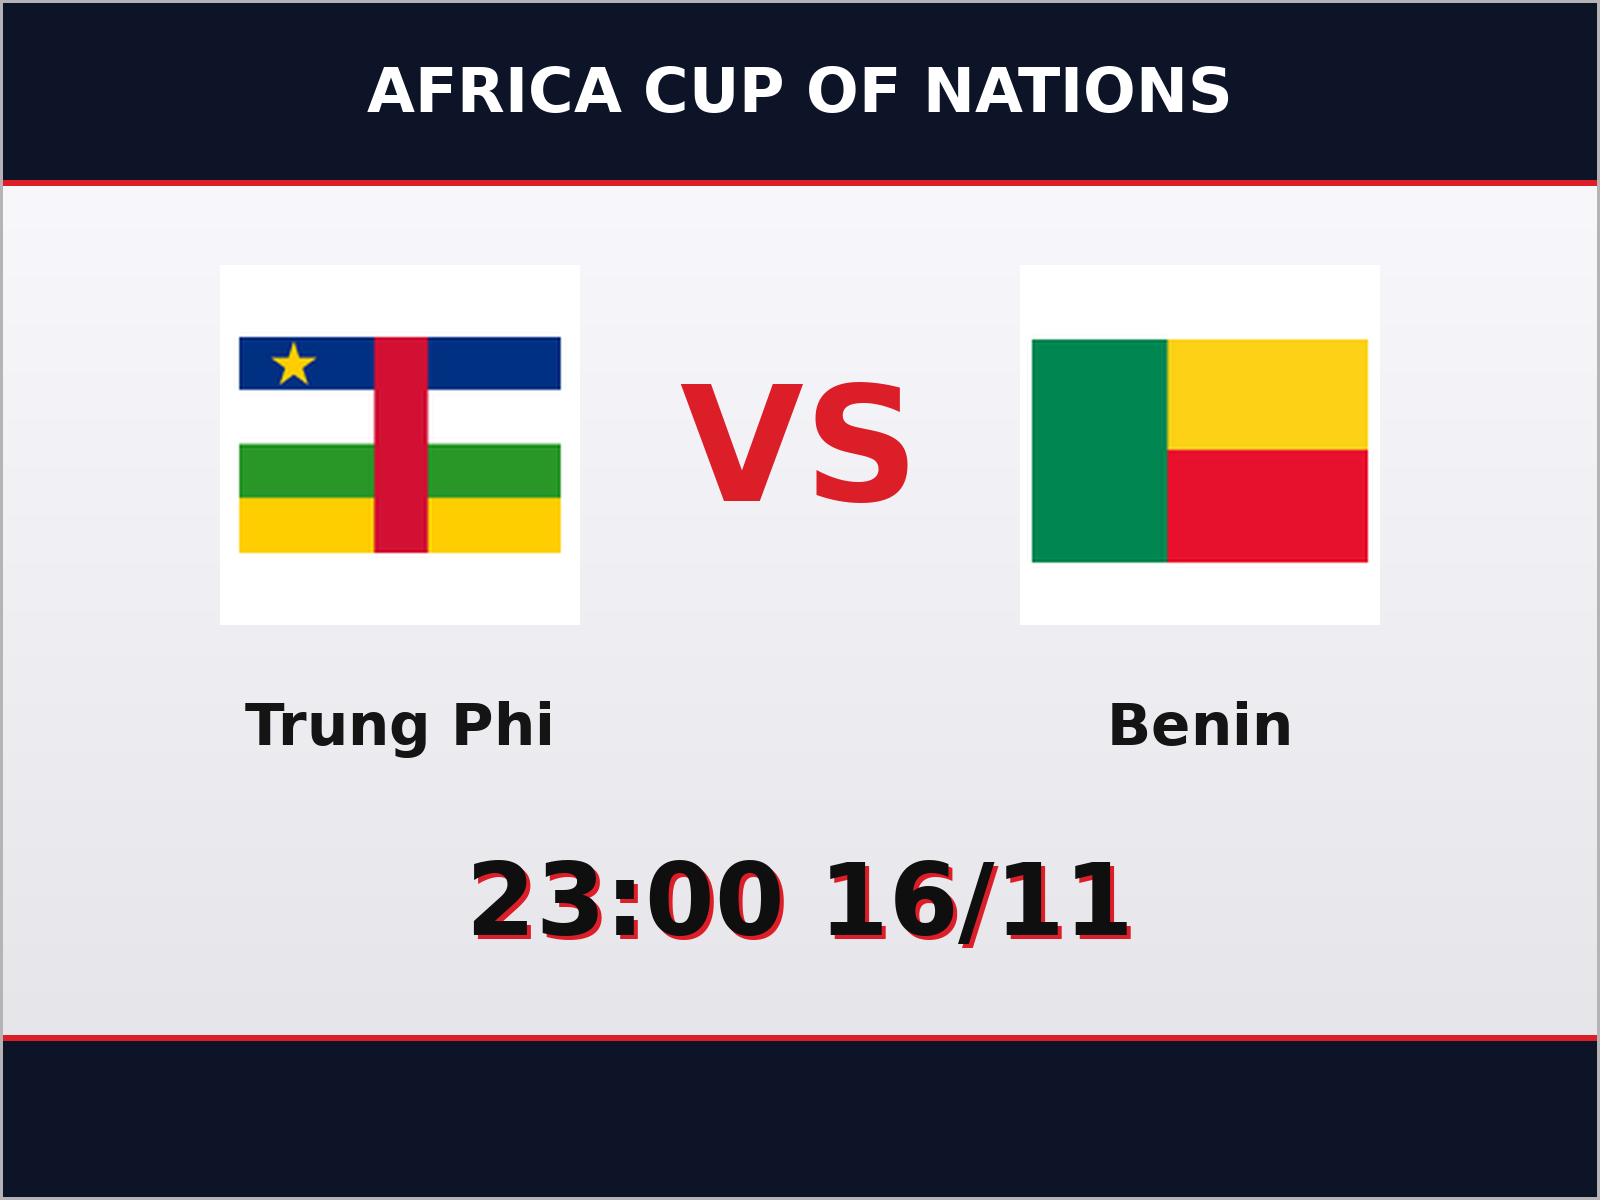 AFRICA CUP OF NATIONS
VS
Trung Phi
Benin
23:00 16/11